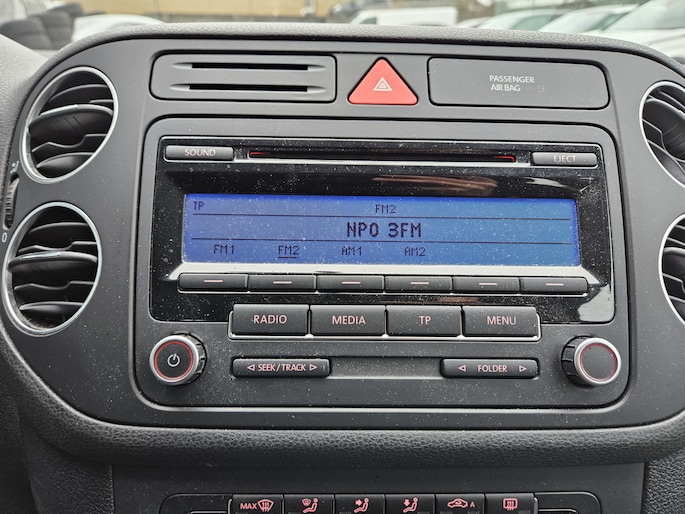 PASSENGER
AIR BAG
SOUND
EJECT
TP FM2
NPO 3FM
FM1 FM2 AM1 AM2
RADIO MEDIA TP MENU
SEEK/TRACK FOLDER
MAX A
0